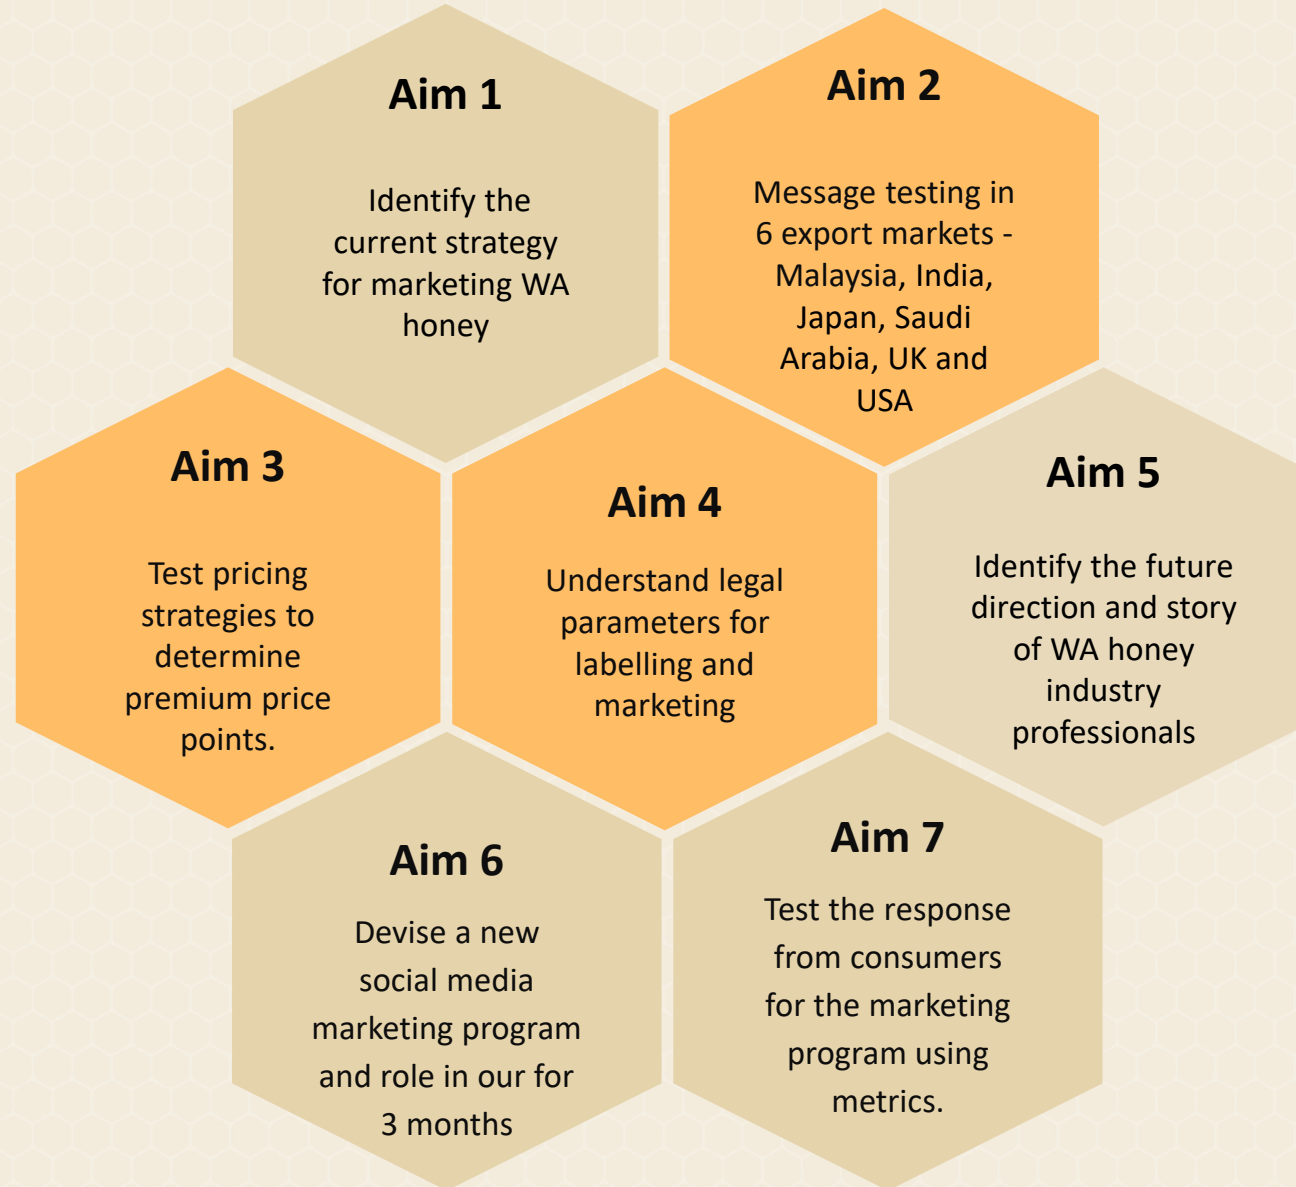 Aim 1
Identify the
current strategy
for marketing WA
honey
Aim 2
Message testing in
6 export markets -
Malaysia, India,
Japan, Saudi
Arabia, UK and
USA
Aim 3
Test pricing
strategies to
determine
premium price
points.
Aim 4
Understand legal
parameters for
labelling and
marketing
Aim 5
Identify the future
direction and story
of WA honey
industry
professionals
Aim 6
Devise a new
social media
marketing program
and role in our for
3 months
Aim 7
Test the response
from consumers
for the marketing
program using
metrics.